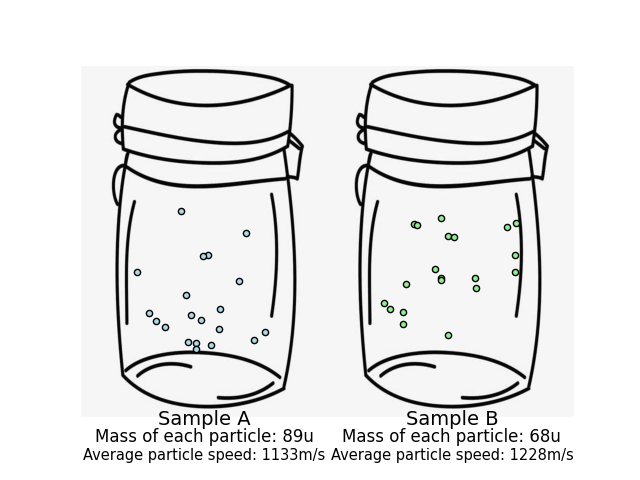 Sample A
Mass of each particle: 89u
Average particle speed: 1133m/s
Sample B
Mass of each particle: 68u
Average particle speed: 1228m/s